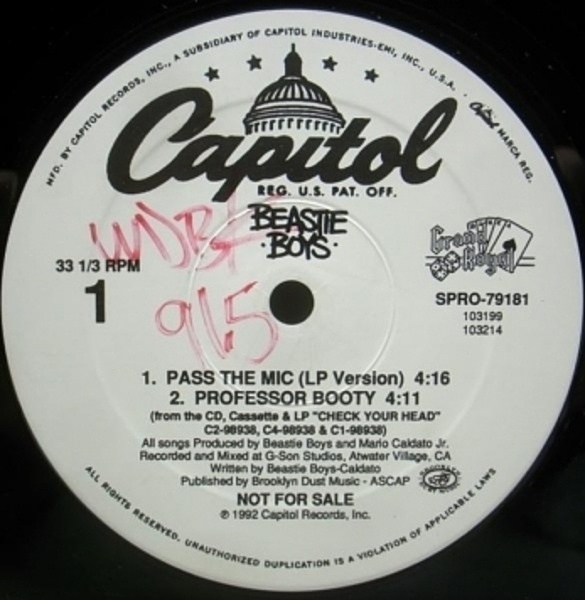 MFD. BY CAPITOL RECORDS, INC., A SUBSIDIARY OF CAPITOL INDUSTRIES-EMI, INC., U.S.A. · Capitol MARCA REG.
Capitol
REG. U.S. PAT. OFF.
BEASTIE
·BOYS·
Grand
Royal
WDBF
91.5
33 1/3 RPM
1
SPRO-79181
103199
103214
1. PASS THE MIC (LP Version) 4:16
2. PROFESSOR BOOTY 4:11
(from the CD, Cassette & LP "CHECK YOUR HEAD"
C2-98938, C4-98938 & C1-98938)
All songs Produced by Beastie Boys and Mario Caldato Jr.
Recorded and Mixed at G-Son Studios, Atwater Village, CA
Written by Beastie Boys-Caldato
Published by Brooklyn Dust Music - ASCAP
NOT FOR SALE
℗ 1992 Capitol Records, Inc.
ALL RIGHTS RESERVED. UNAUTHORIZED DUPLICATION IS A VIOLATION OF APPLICABLE LAWS